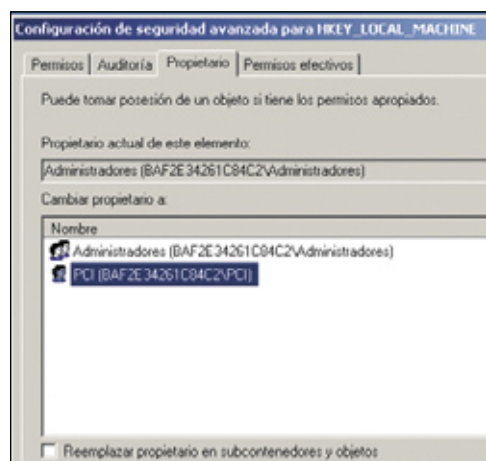 Configuración de seguridad avanzada para HKEY_LOCAL_MACHINE
Permisos Auditoría Propietario Permisos efectivos
Puede tomar posesión de un objeto si tiene los permisos apropiados.
Propietario actual de este elemento:
Administradores (BAF2E34261C84C2\Administradores)
Cambiar propietario a:
Nombre
Administradores (BAF2E34261C84C2\Administradores)
PCI (BAF2E34261C84C2\PCI)
Reemplazar propietario en subcontenedores y objetos